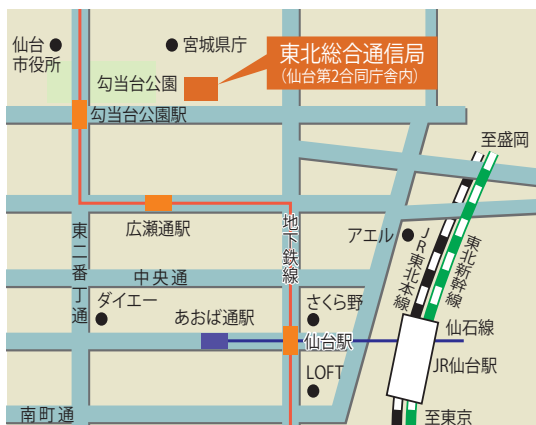 仙台
市役所
宮城県庁
東北総合通信局
(仙台第2合同庁舎内)
勾当台公園
勾当台公園駅
至盛岡
広瀬通駅
地下鉄線
アエル
JR東北本線
東北新幹線
東二番丁通
中央通
ダイエー
さくら野
あおば通駅
仙台駅
仙石線
JR仙台駅
LOFT
南町通
至東京